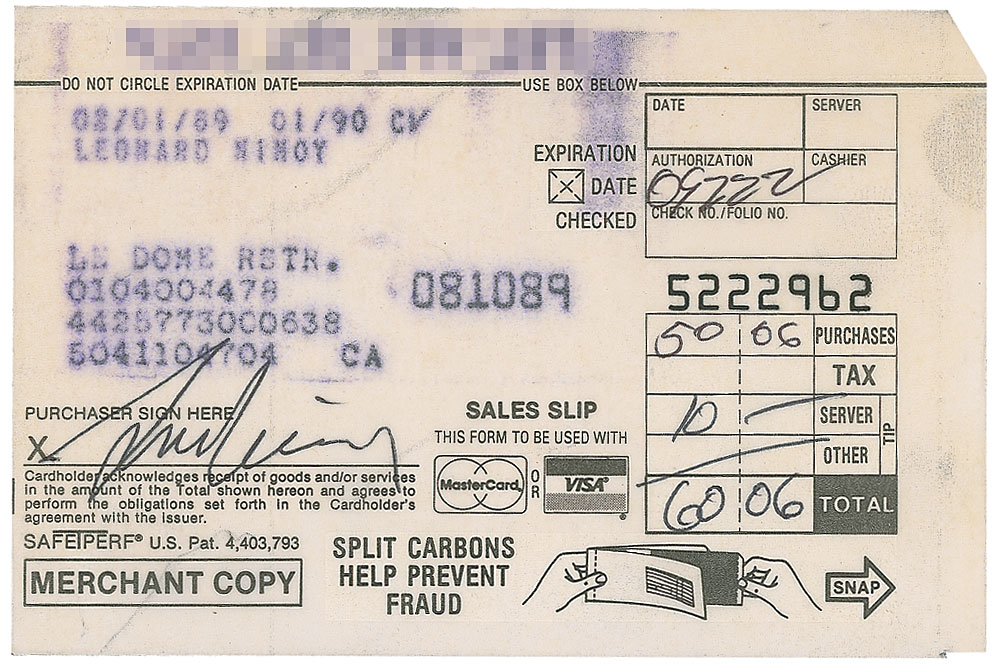 DO NOT CIRCLE EXPIRATION DATE USE BOX BELOW
02/01/89 01/90 CV
LEONARD NIMOY
DATE SERVER
EXPIRATION
DATE
CHECKED
AUTHORIZATION CASHIER
CHECK NO./FOLIO NO.
LE DOME RSTR.
0104004478
4425773000638
5041104704 CA
081089
5222962
50 06 PURCHASES
TAX
10 — SERVER
TIP
OTHER
60 06 TOTAL
PURCHASER SIGN HERE
X
Cardholder acknowledges receipt of goods and/or services
in the amount of the Total shown hereon and agrees to
perform the obligations set forth in the Cardholder's
agreement with the issuer.
SALES SLIP
THIS FORM TO BE USED WITH
MasterCard
OR
VISA®
SAFEPERF® U.S. Pat. 4,403,793
MERCHANT COPY
SPLIT CARBONS
HELP PREVENT
FRAUD
SNAP